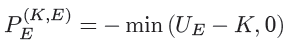 P_E^{(K,E)} = − min (U_E − K, 0)